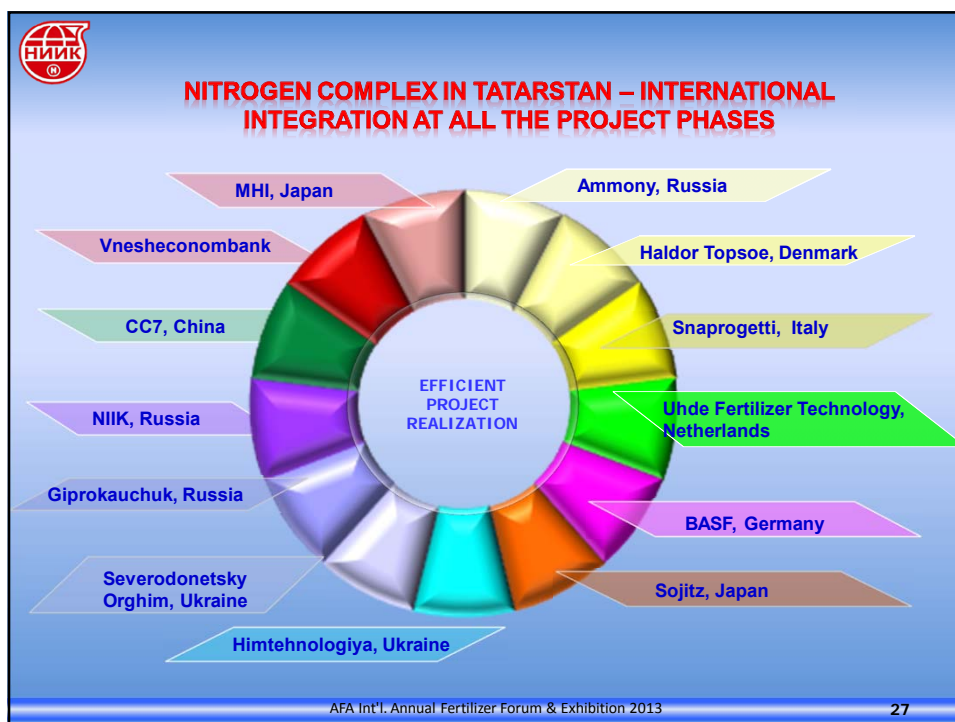 НИИК
NITROGEN COMPLEX IN TATARSTAN – INTERNATIONAL
INTEGRATION AT ALL THE PROJECT PHASES
MHI, Japan
Ammony, Russia
Vnesheconombank
Haldor Topsoe, Denmark
CC7, China
Snaprogetti, Italy
EFFICIENT
PROJECT
REALIZATION
NIIK, Russia
Uhde Fertilizer Technology,
Netherlands
Giprokauchuk, Russia
BASF, Germany
Severodonetsky
Orghim, Ukraine
Sojitz, Japan
Himtehnologiya, Ukraine
AFA Int'l. Annual Fertilizer Forum & Exhibition 2013
27